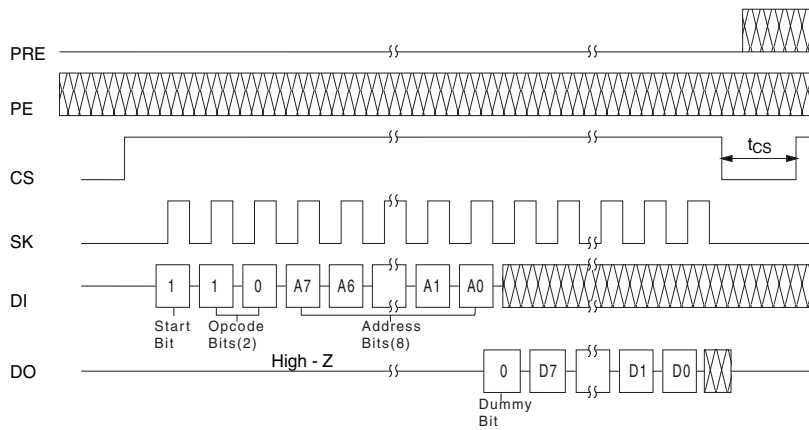 PRE
PE
tCS
CS
SK
1 1 0 A7 A6 A1 A0
DI
Start Opcode Address
Bit Bits(2) Bits(8)
High - Z
DO
0 D7 D1 D0
Dummy
Bit